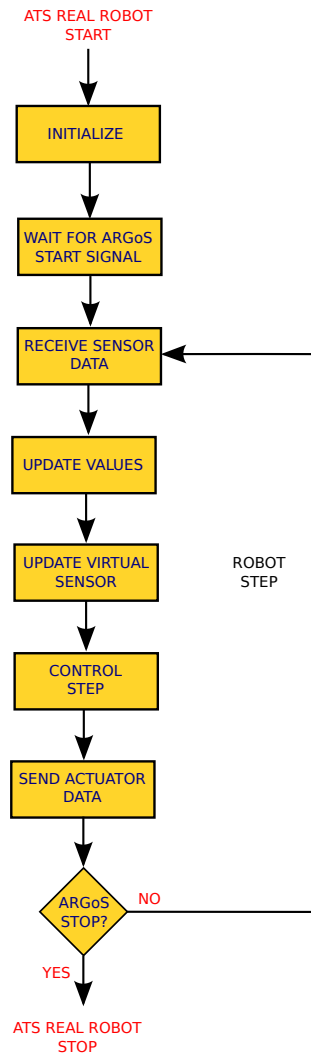 ATS REAL ROBOT
START
INITIALIZE
WAIT FOR ARGoS
START SIGNAL
RECEIVE SENSOR
DATA
UPDATE VALUES
UPDATE VIRTUAL
SENSOR
ROBOT
STEP
CONTROL
STEP
SEND ACTUATOR
DATA
ARGoS
STOP?
NO
YES
ATS REAL ROBOT
STOP